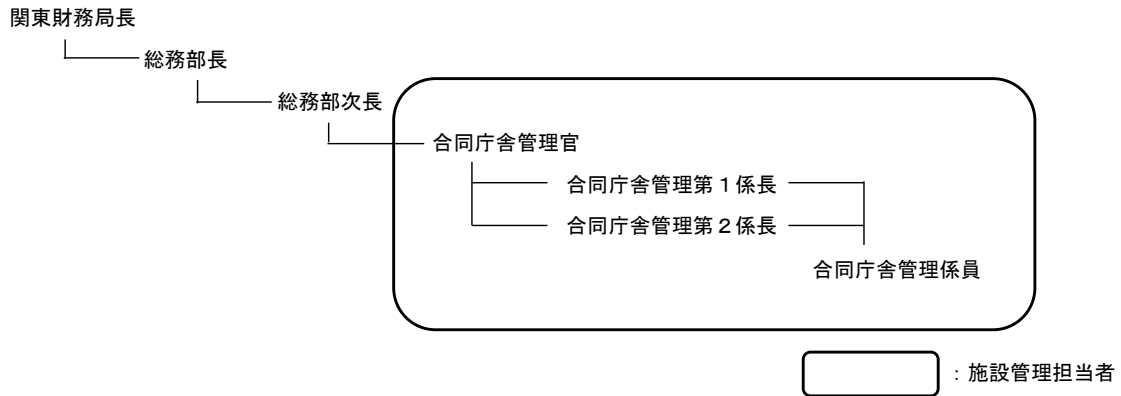 関東財務局長
総務部長
総務部次長
合同庁舎管理官
合同庁舎管理第１係長
合同庁舎管理第２係長
合同庁舎管理係員
：施設管理担当者